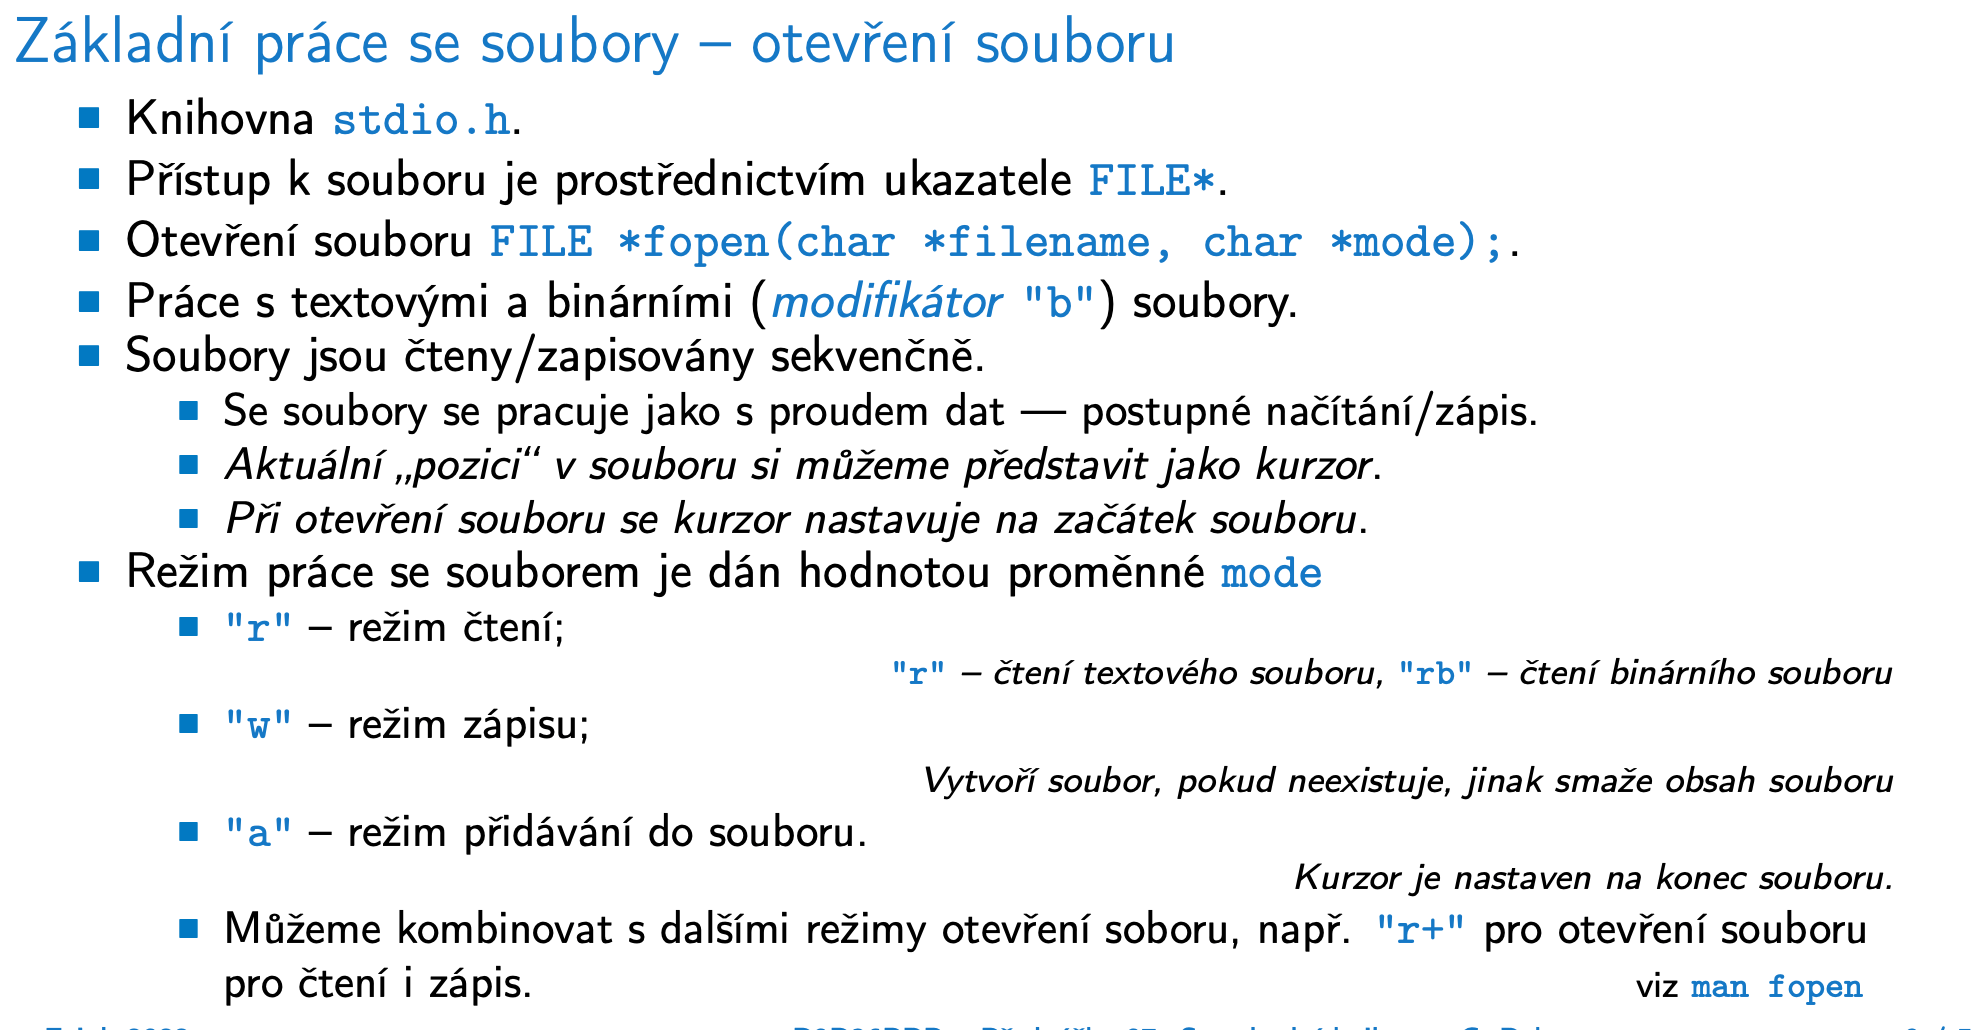 Základní práce se soubory – otevření souboru
Knihovna stdio.h.
Přístup k souboru je prostřednictvím ukazatele FILE*.
Otevření souboru FILE *fopen(char *filename, char *mode);.
Práce s textovými a binárními (modifikátor "b") soubory.
Soubory jsou čteny/zapisovány sekvenčně.
Se soubory se pracuje jako s proudem dat — postupné načítání/zápis.
Aktuální „pozici“ v souboru si můžeme představit jako kurzor.
Při otevření souboru se kurzor nastavuje na začátek souboru.
Režim práce se souborem je dán hodnotou proměnné mode
"r" – režim čtení;
"r" – čtení textového souboru, "rb" – čtení binárního souboru
"w" – režim zápisu;
Vytvoří soubor, pokud neexistuje, jinak smaže obsah souboru
"a" – režim přidávání do souboru.
Kurzor je nastaven na konec souboru.
Můžeme kombinovat s dalšími režimy otevření soboru, např. "r+" pro otevření souboru
pro čtení i zápis.
viz man fopen